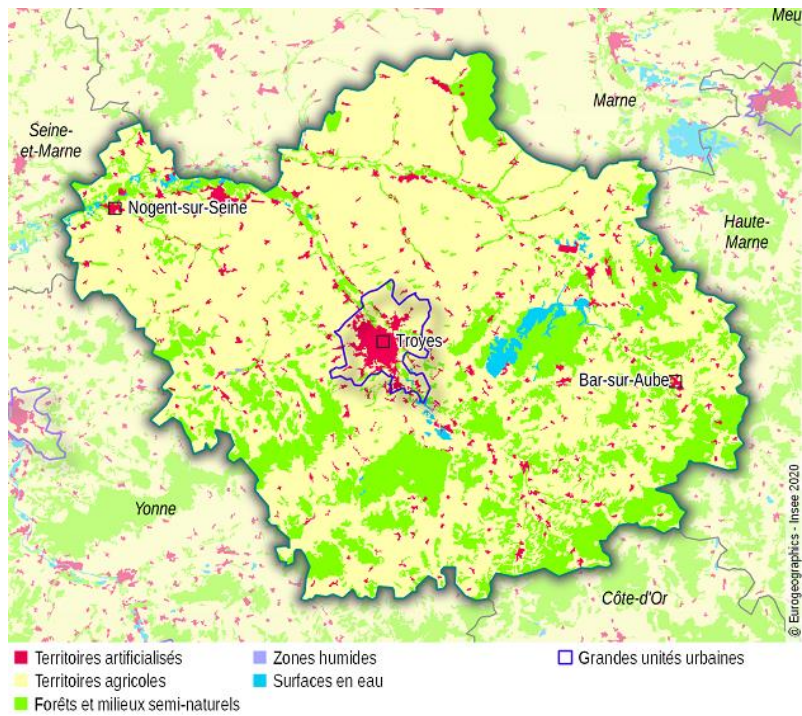 Meu
Marne
Seine-
et-Marne
Nogent-sur-Seine
Haute-
Marne
Troyes
Bar-sur-Aube
Yonne
Côte-d'Or
@ Eurogeographics - Insee 2020
Territoires artificialisés
Zones humides
Grandes unités urbaines
Territoires agricoles
Surfaces en eau
Forêts et milieux semi-naturels